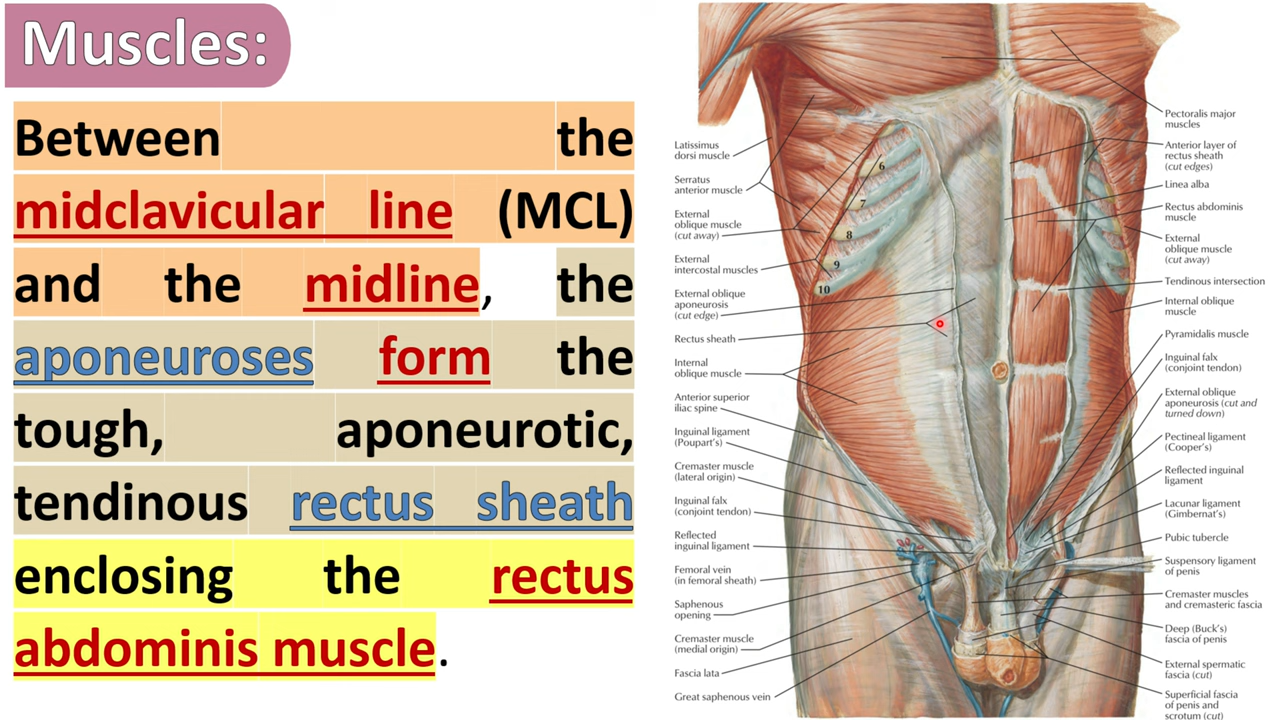 Muscles:
Between the
midclavicular line (MCL)
and the midline, the
aponeuroses form the
tough, aponeurotic,
tendinous rectus sheath
enclosing the rectus
abdominis muscle.
Latissimus
dorsi muscle
Serratus
anterior muscle
External
oblique muscle
(cut away)
External
intercostal muscles
External oblique
aponeurosis
(cut edge)
Rectus sheath
Internal
oblique muscle
Anterior superior
iliac spine
Inguinal ligament
(Poupart's)
Cremaster muscle
(lateral origin)
Inguinal falx
(conjoint tendon)
Reflected
inguinal ligament
Femoral vein
(in femoral sheath)
Saphenous
opening
Cremaster muscle
(medial origin)
Fascia lata
Great saphenous vein
6
7
8
9
10
Pectoralis major
muscles
Anterior layer of
rectus sheath
(cut edges)
Linea alba
Rectus abdominis
muscle
External
oblique muscle
(cut away)
Tendinous intersection
Internal oblique
muscle
Pyramidalis muscle
Inguinal falx
(conjoint tendon)
External oblique
aponeurosis (cut and
turned down)
Pectineal ligament
(Cooper's)
Reflected inguinal
ligament
Lacunar ligament
(Gimbernat's)
Pubic tubercle
Suspensory ligament
of penis
Cremaster muscles
and cremasteric fascia
Deep (Buck's)
fascia of penis
External spermatic
fascia (cut)
Superficial fascia
of penis and
scrotum (cut)